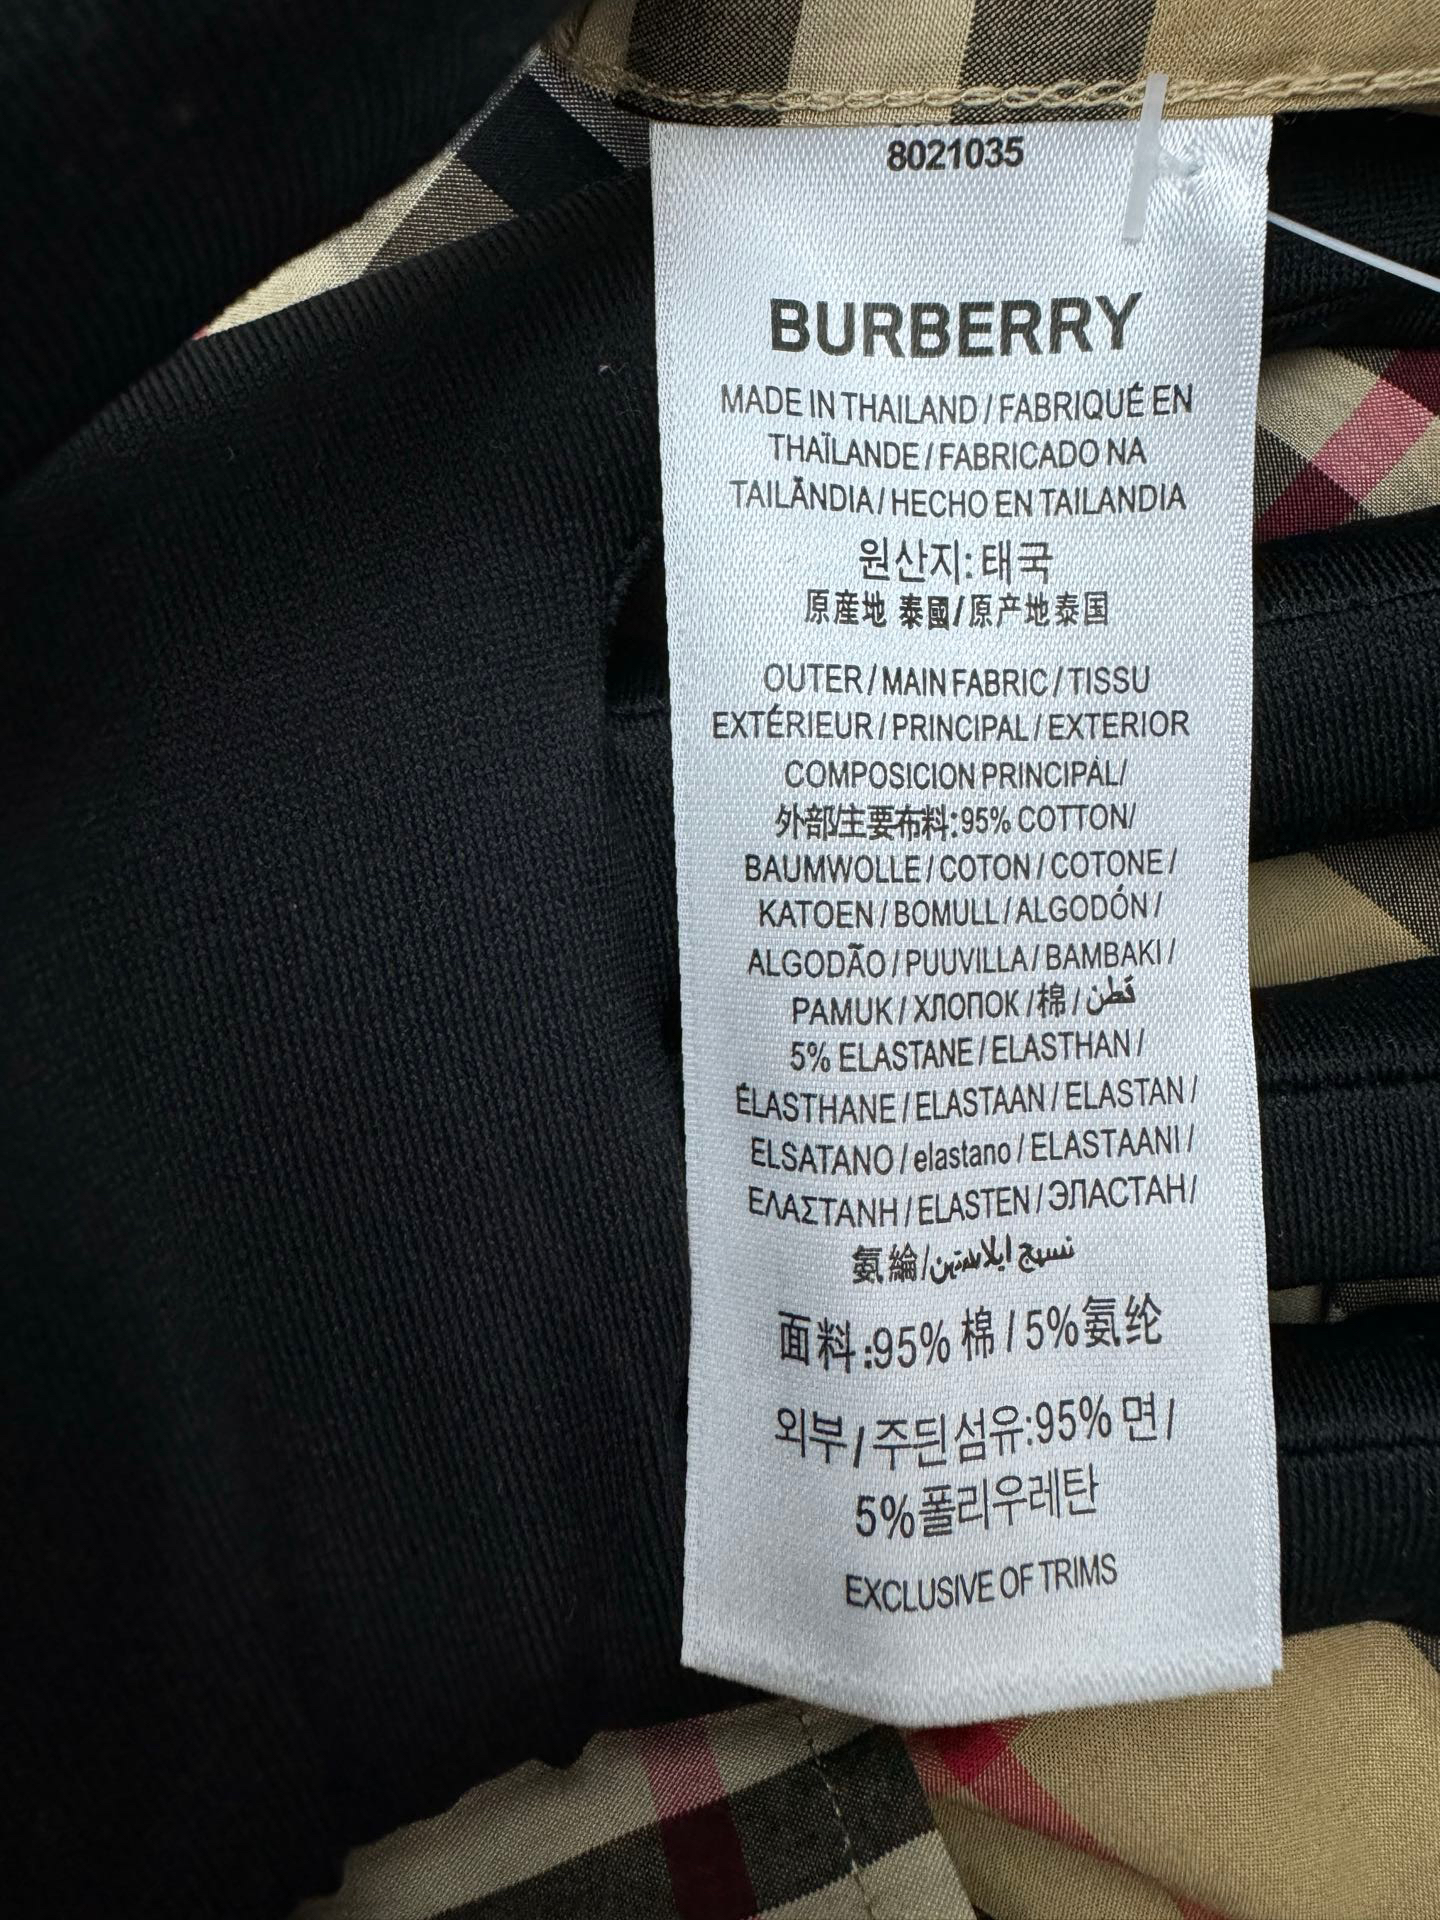 8021035
BURBERRY
MADE IN THAILAND / FABRIQUÉ EN
THAÏLANDE / FABRICADO NA
TAILÃNDIA / HECHO EN TAILANDIA
원산지: 태국
原産地 泰國/原产地泰国
OUTER / MAIN FABRIC / TISSU
EXTÉRIEUR / PRINCIPAL / EXTERIOR
COMPOSICION PRINCIPÀL/
外部/主要布料:95% COTTON/
BAUMWOLLE / COTON / COTONE /
KATOEN / BOMULL / ALGODÓN /
ALGODÃO / PUUVILLA / BAMBAKI /
PAMUK / ХЛОПОК /棉 / قطن
5% ELASTANE / ELASTHAN /
ÉLASTHANE / ELASTAAN / ELASTAN /
ELSATANO / elastano / ELASTAANI /
ΕΛΑΣΤΑΝΗ / ELASTEN / ЭЛАСТАН/
氨綸/نسيج ايلاستين
面料:95% 棉 / 5%氨纶
외부 / 주된섬유:95% 면 /
5%폴리우레탄
EXCLUSIVE OF TRIMS